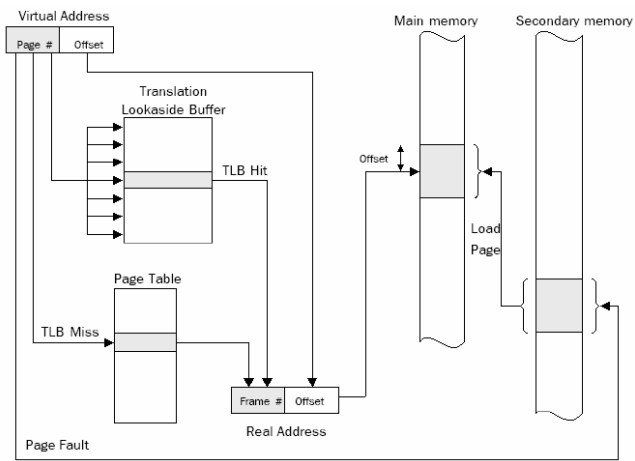 Virtual Address
Page #
Offset
Main memory
Secondary memory
Translation
Lookaside Buffer
TLB Hit
Offset
Load
Page
Page Table
TLB Miss
Frame #
Offset
Real Address
Page Fault